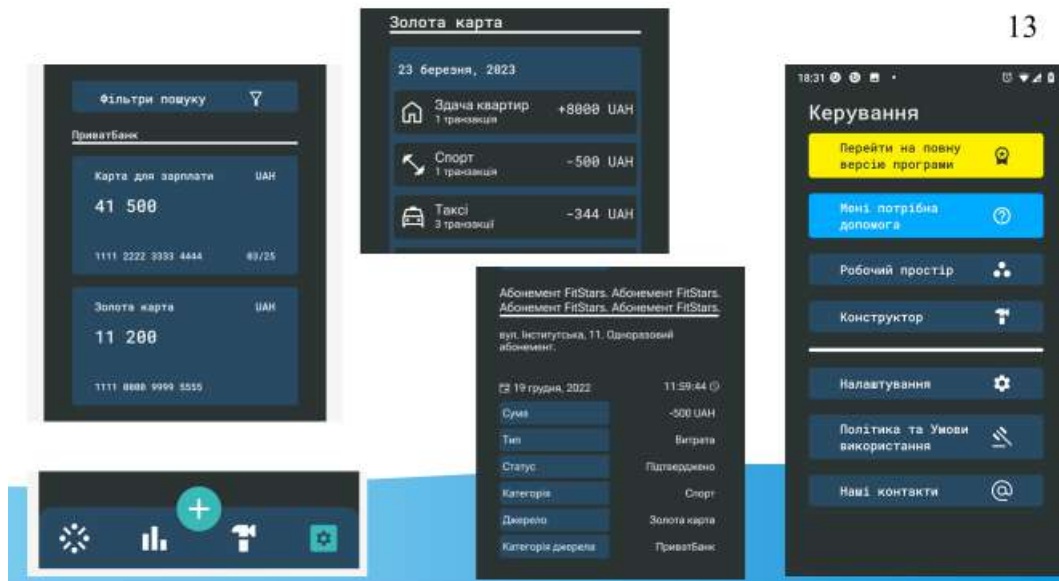 13
Фільтри пошуку
ПриватБанк
Карта для зарплати UAH
41 500
1111 2222 3333 4444 03/25
Золота карта UAH
11 200
1111 0000 9999 5555
Золота карта
23 березня, 2023
Здача квартир +8000 UAH
1 транзакція
Спорт -500 UAH
1 транзакція
Таксі -344 UAH
3 транзакції
Абонемент FitStars. Абонемент FitStars.
Абонемент FitStars. Абонемент FitStars.
вул. Інститутська, 11. Одноразовий
абонемент.
19 грудня, 2022 11:59:44
Сума -500 UAH
Тип Витрата
Статус Підтверджено
Категорія Спорт
Джерело Золота карта
Категорія джерела ПриватБанк
18:31
Керування
Перейти на повну
версію програми
Мені потрібна
допомога
Робочий простір
Конструктор
Налаштування
Політика та Умови
використання
Наші контакти